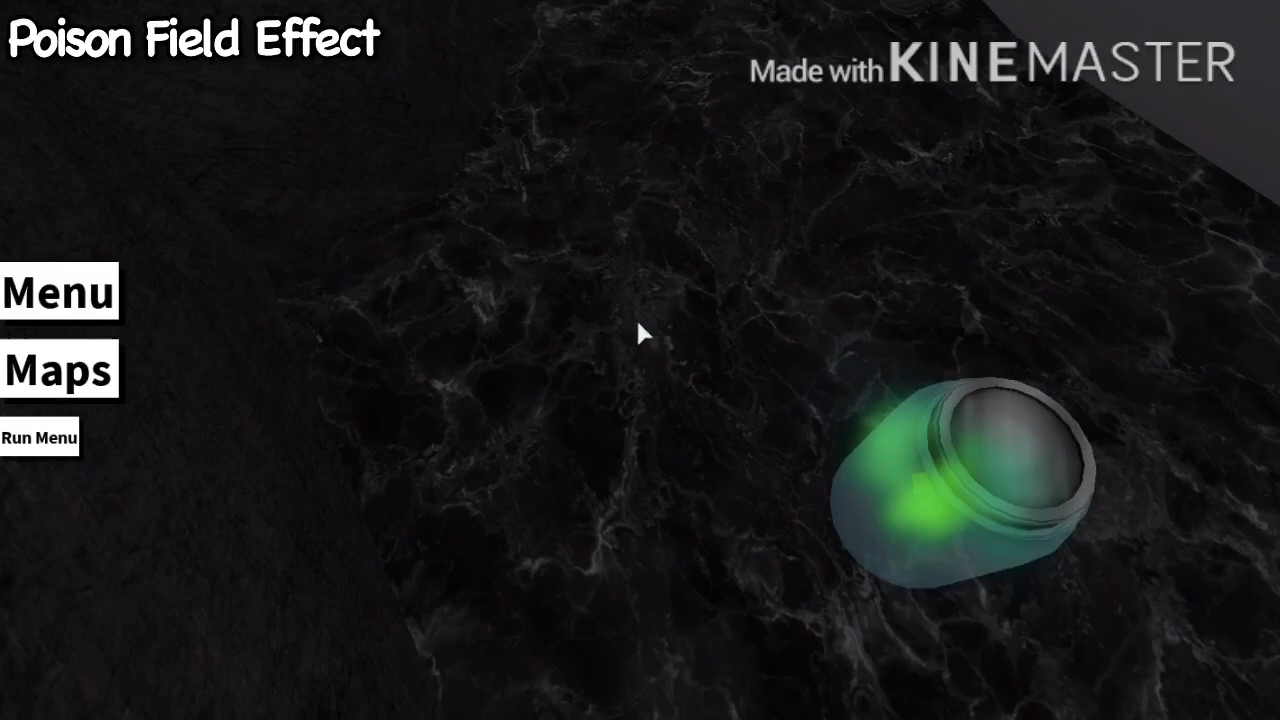 Poison Field Effect
Made with KINEMASTER
Menu
Maps
Run Menu